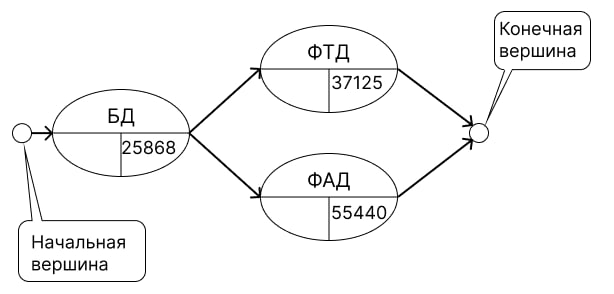 ФТД
37125
Конечная
вершина
БД
25868
ФАД
55440
Начальная
вершина